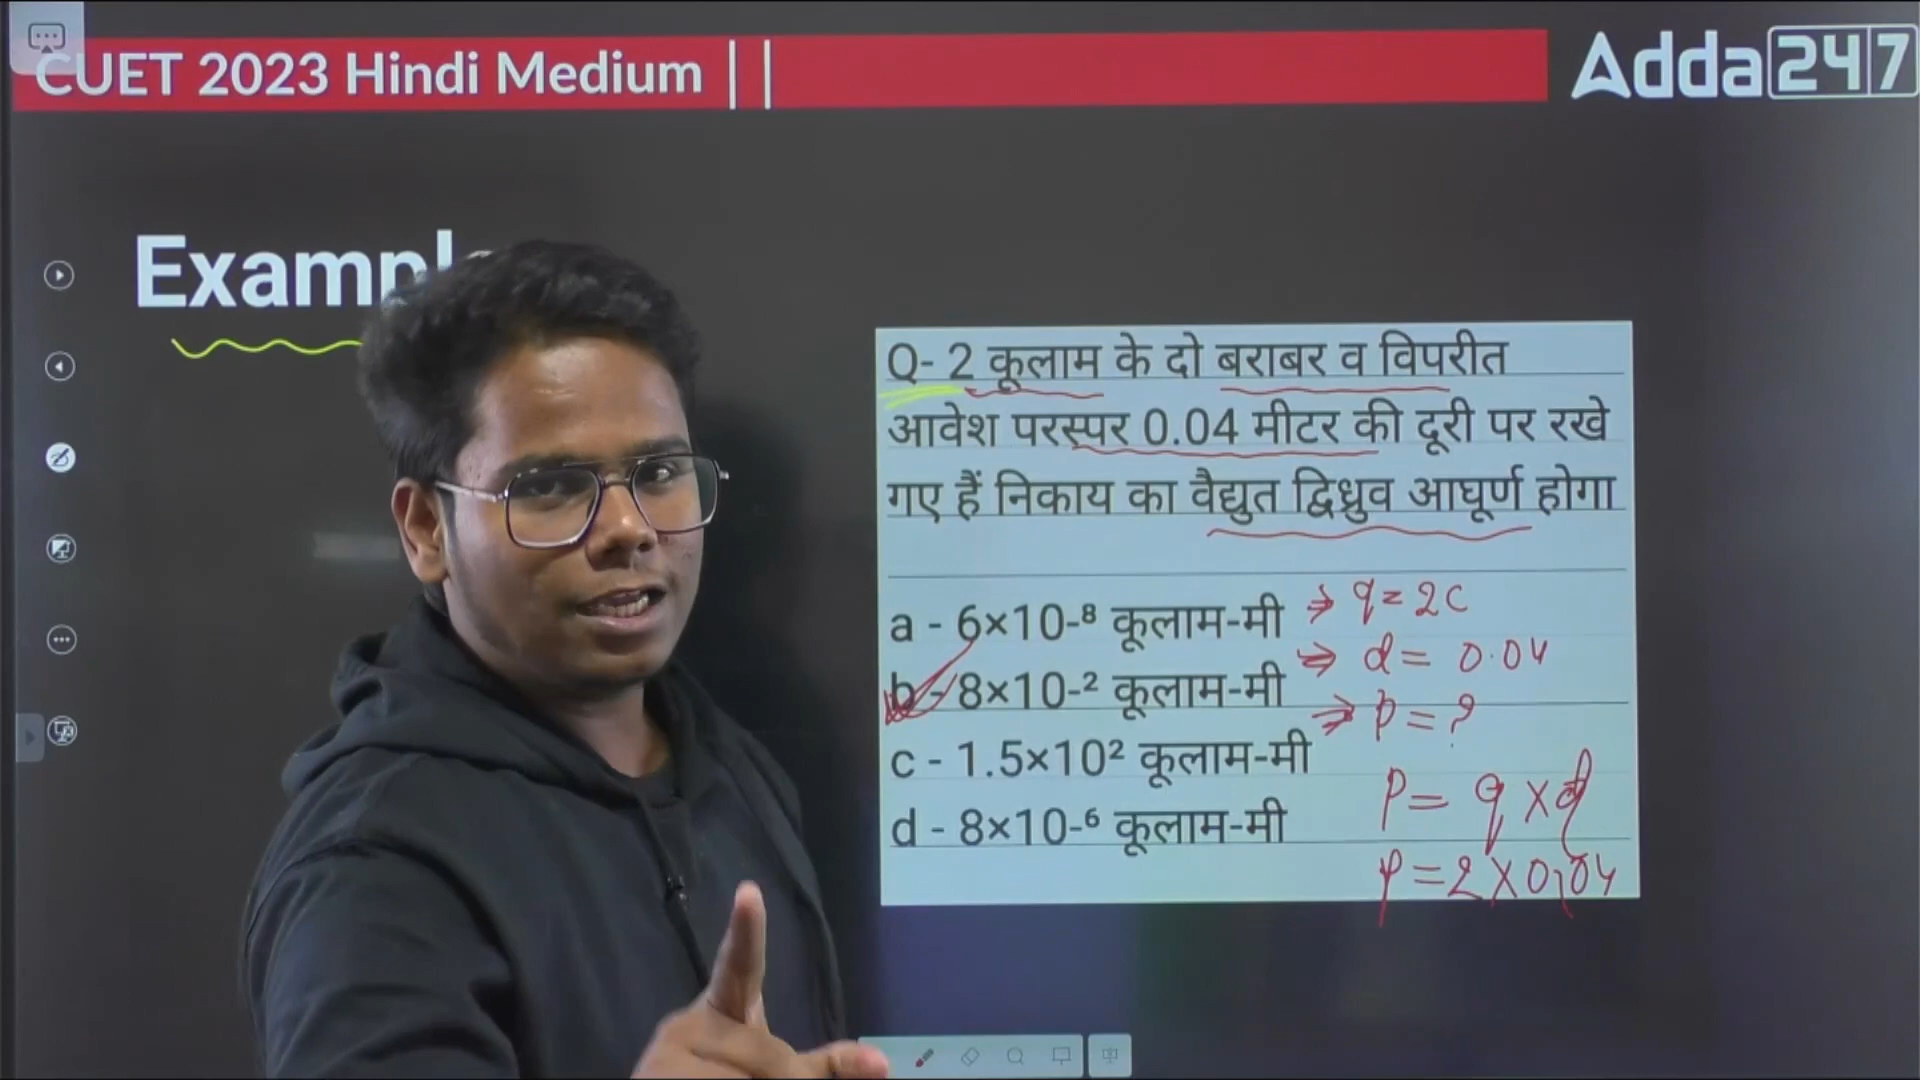 CUET 2023 Hindi Medium ||
Adda247
Exampl
Q- 2 कूलाम के दो बराबर व विपरीत
आवेश परस्पर 0.04 मीटर की दूरी पर रखे
गए हैं निकाय का वैद्युत द्विध्रुव आघूर्ण होगा
a - 6×10-⁸ कूलाम-मी
b - 8×10-² कूलाम-मी
c - 1.5×10² कूलाम-मी
d - 8×10-⁶ कूलाम-मी
⇒ q = 2C
⇒ d = 0.04
⇒ p = ?
P = q × d
P = 2 × 0.04